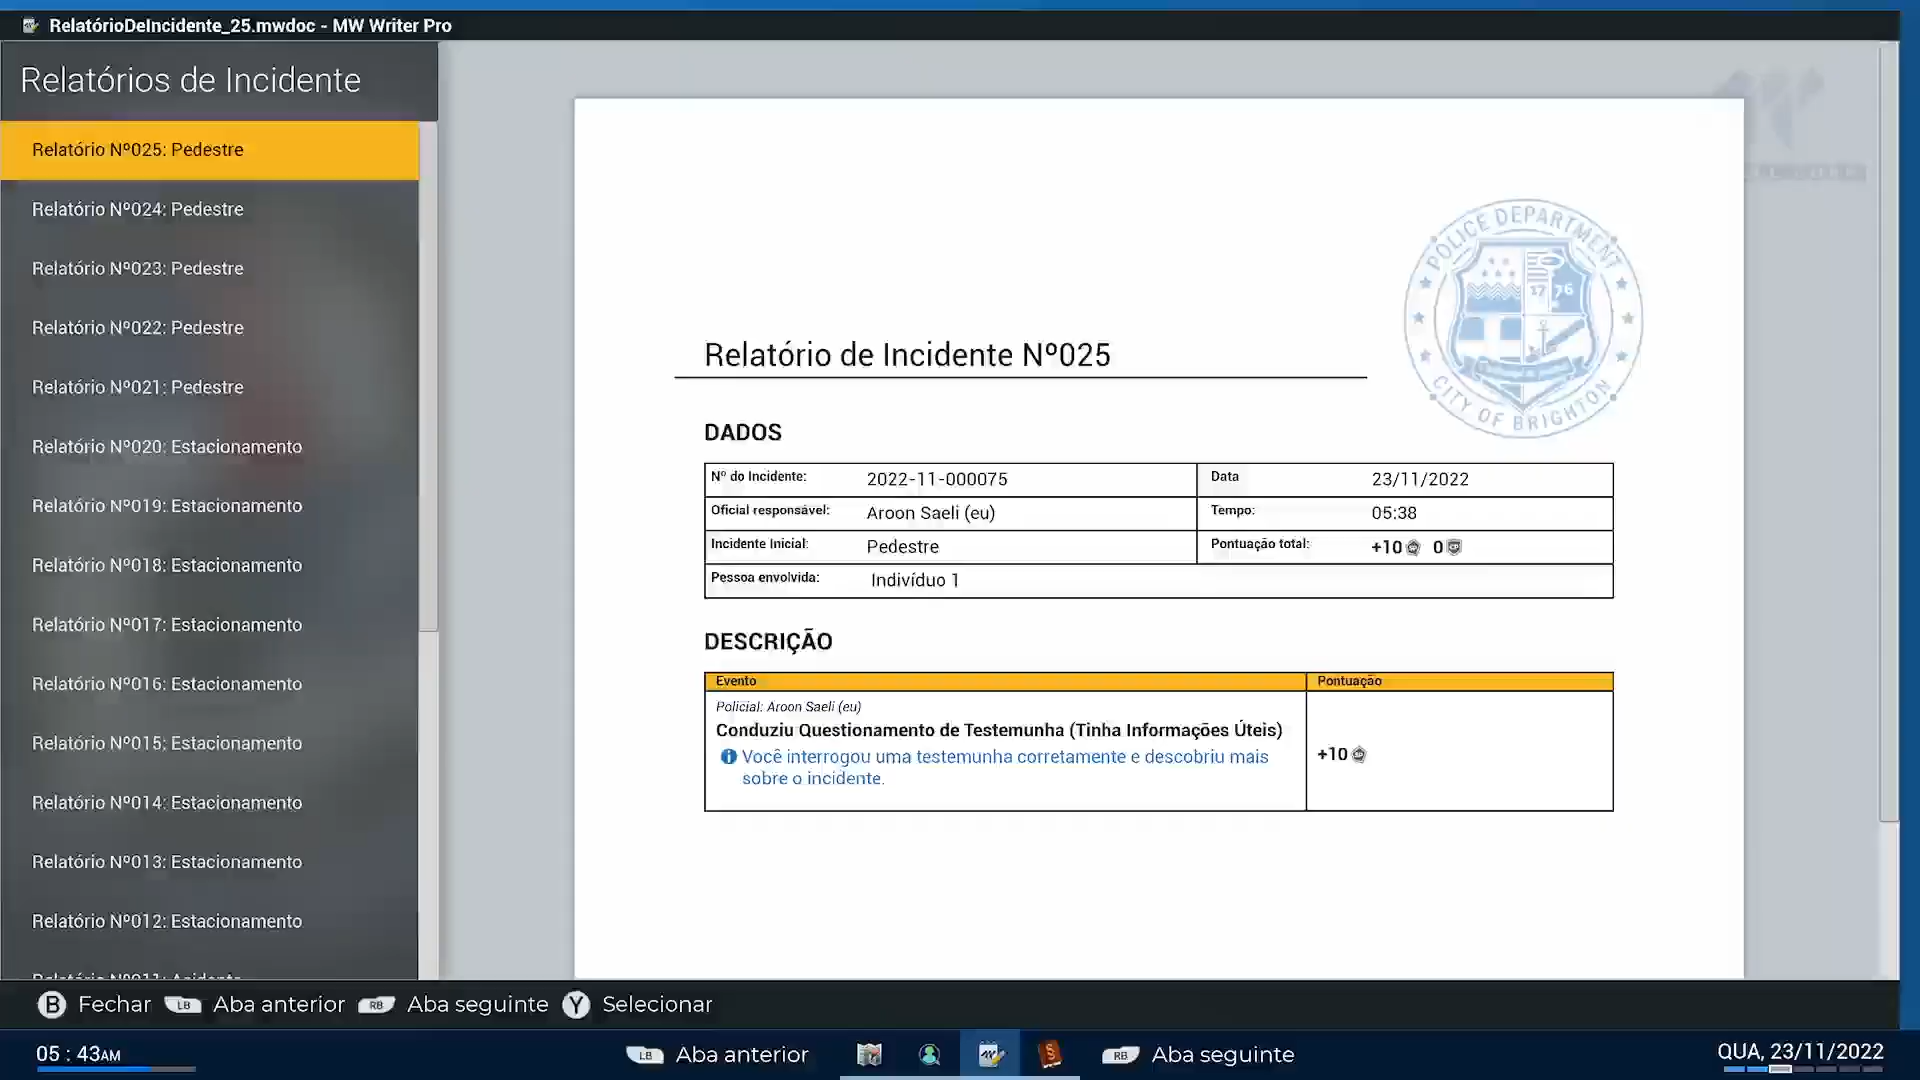 RelatórioDeIncidente_25.mwdoc - MW Writer Pro
Relatórios de Incidente
Relatório Nº025: Pedestre
Relatório Nº024: Pedestre
Relatório Nº023: Pedestre
Relatório Nº022: Pedestre
Relatório Nº021: Pedestre
Relatório Nº020: Estacionamento
Relatório Nº019: Estacionamento
Relatório Nº018: Estacionamento
Relatório Nº017: Estacionamento
Relatório Nº016: Estacionamento
Relatório Nº015: Estacionamento
Relatório Nº014: Estacionamento
Relatório Nº013: Estacionamento
Relatório Nº012: Estacionamento
POLICE DEPARTMENT
1776
CITY OF BRIGHTON
Relatório de Incidente Nº025
DADOS
Nº do Incidente: 2022-11-000075 Data 23/11/2022
Oficial responsável: Aroon Saeli (eu) Tempo: 05:38
Incidente Inicial: Pedestre Pontuação total: +10 0
Pessoa envolvida: Indivíduo 1
DESCRIÇÃO
Evento Pontuação
Policial: Aroon Saeli (eu)
Conduziu Questionamento de Testemunha (Tinha Informações Úteis)
Você interrogou uma testemunha corretamente e descobriu mais
sobre o incidente.
+10
B Fechar LB Aba anterior RB Aba seguinte Y Selecionar
05 : 43AM LB Aba anterior RB Aba seguinte QUA, 23/11/2022